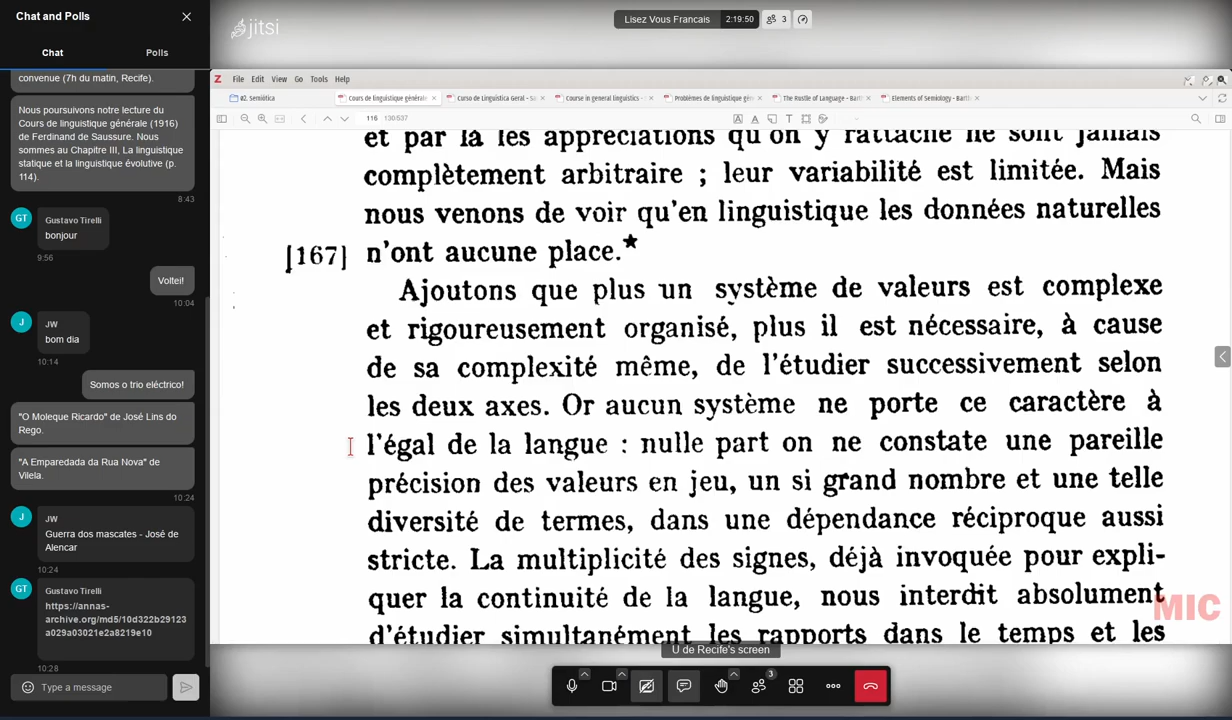 Chat and Polls
Chat
Polls
convenue (7h du matin, Recife).
Nous poursuivons notre lecture du
Cours de linguistique générale (1916)
de Ferdinand de Saussure. Nous
sommes au Chapitre III, La linguistique
statique et la linguistique évolutive (p.
114).
8:43
GT
Gustavo Tirelli
bonjour
9:56
Voltei!
10:04
J
JW
bom dia
10:14
Somos o trio eléctrico!
"O Moleque Ricardo" de José Lins do
Rego.
"A Emparedada da Rua Nova" de
Vilela.
10:24
J
JW
Guerra dos mascates - José de
Alencar
10:24
GT
Gustavo Tirelli
https://annas-
archive.org/md5/10d322b29123
a029a03021e2a8219e10
10:28
Type a message
jitsi
Lisez Vous Francais
2:19:50
3
Z File Edit View Go Tools Help
02. Semiótica
Cours de linguistique générale
Curso de Linguística Geral - Sa
Course in general linguistics -
Problèmes de linguistique gén
The Rustle of Language - Bart
Elements of Semiology - Barth
116 130/537
et par là les appréciations qu'on y rattache ne sont jamais
complètement arbitraire ; leur variabilité est limitée. Mais
nous venons de voir qu'en linguistique les données naturelles
[167] n'ont aucune place.★
Ajoutons que plus un système de valeurs est complexe
et rigoureusement organisé, plus il est nécessaire, à cause
de sa complexité même, de l'étudier successivement selon
les deux axes. Or aucun système ne porte ce caractère à
l'égal de la langue : nulle part on ne constate une pareille
précision des valeurs en jeu, un si grand nombre et une telle
diversité de termes, dans une dépendance réciproque aussi
stricte. La multiplicité des signes, déjà invoquée pour expli-
quer la continuité de la langue, nous interdit absolument
d'étudier simultanément les rapports dans le temps et les
MIC
U de Recife's screen
3